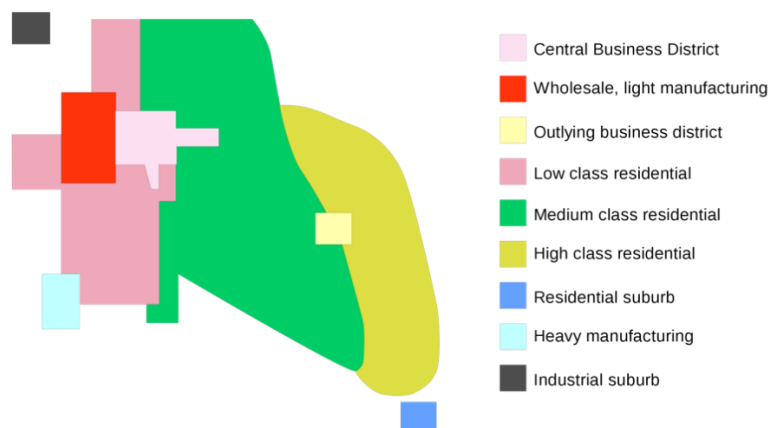 Central Business District
Wholesale, light manufacturing
Outlying business district
Low class residential
Medium class residential
High class residential
Residential suburb
Heavy manufacturing
Industrial suburb